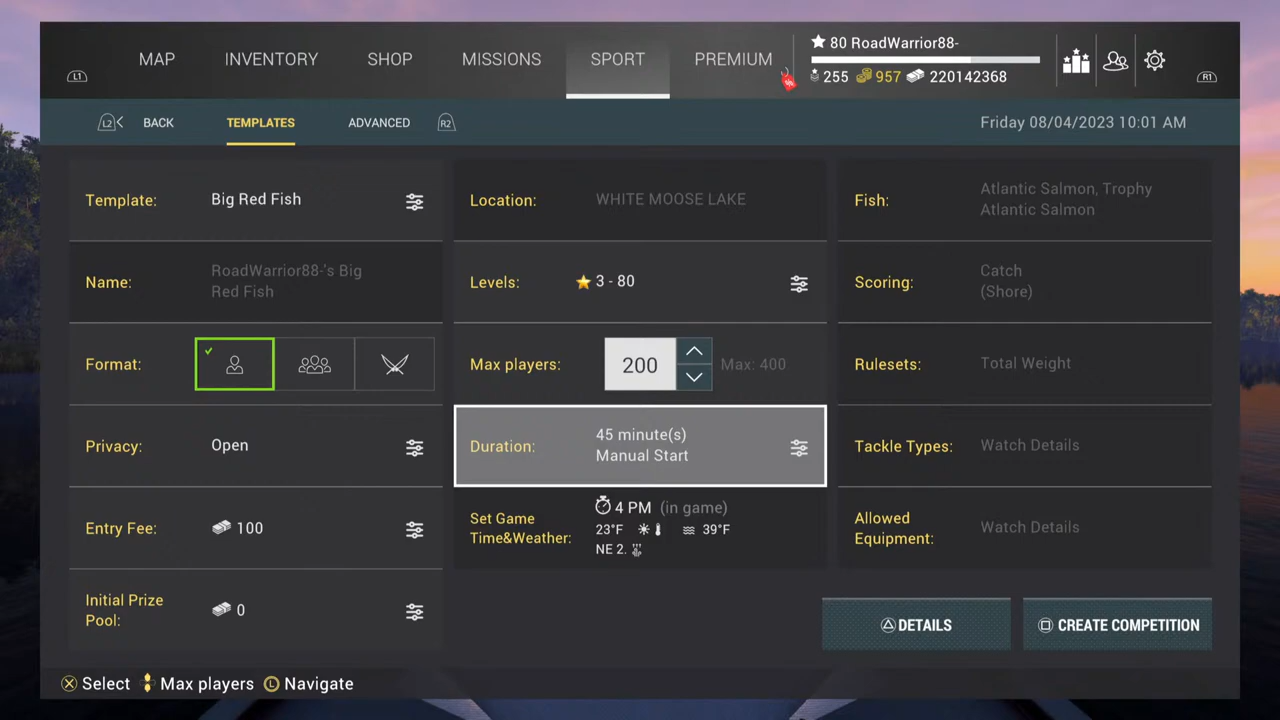 MAP INVENTORY SHOP MISSIONS SPORT PREMIUM
80 RoadWarrior88-
255 957 220142368
L1
R1
L2 BACK TEMPLATES ADVANCED R2
Friday 08/04/2023 10:01 AM
Template: Big Red Fish
Name: RoadWarrior88-'s Big
Red Fish
Format:
Privacy: Open
Entry Fee: 100
Initial Prize
Pool: 0
Location: WHITE MOOSE LAKE
Levels: 3 - 80
Max players: 200 Max: 400
Duration: 45 minute(s)
Manual Start
Set Game
Time&Weather:
4 PM (in game)
23°F 39°F
NE 2.
Fish: Atlantic Salmon, Trophy
Atlantic Salmon
Scoring: Catch
(Shore)
Rulesets: Total Weight
Tackle Types: Watch Details
Allowed
Equipment: Watch Details
DETAILS
CREATE COMPETITION
Select Max players L Navigate